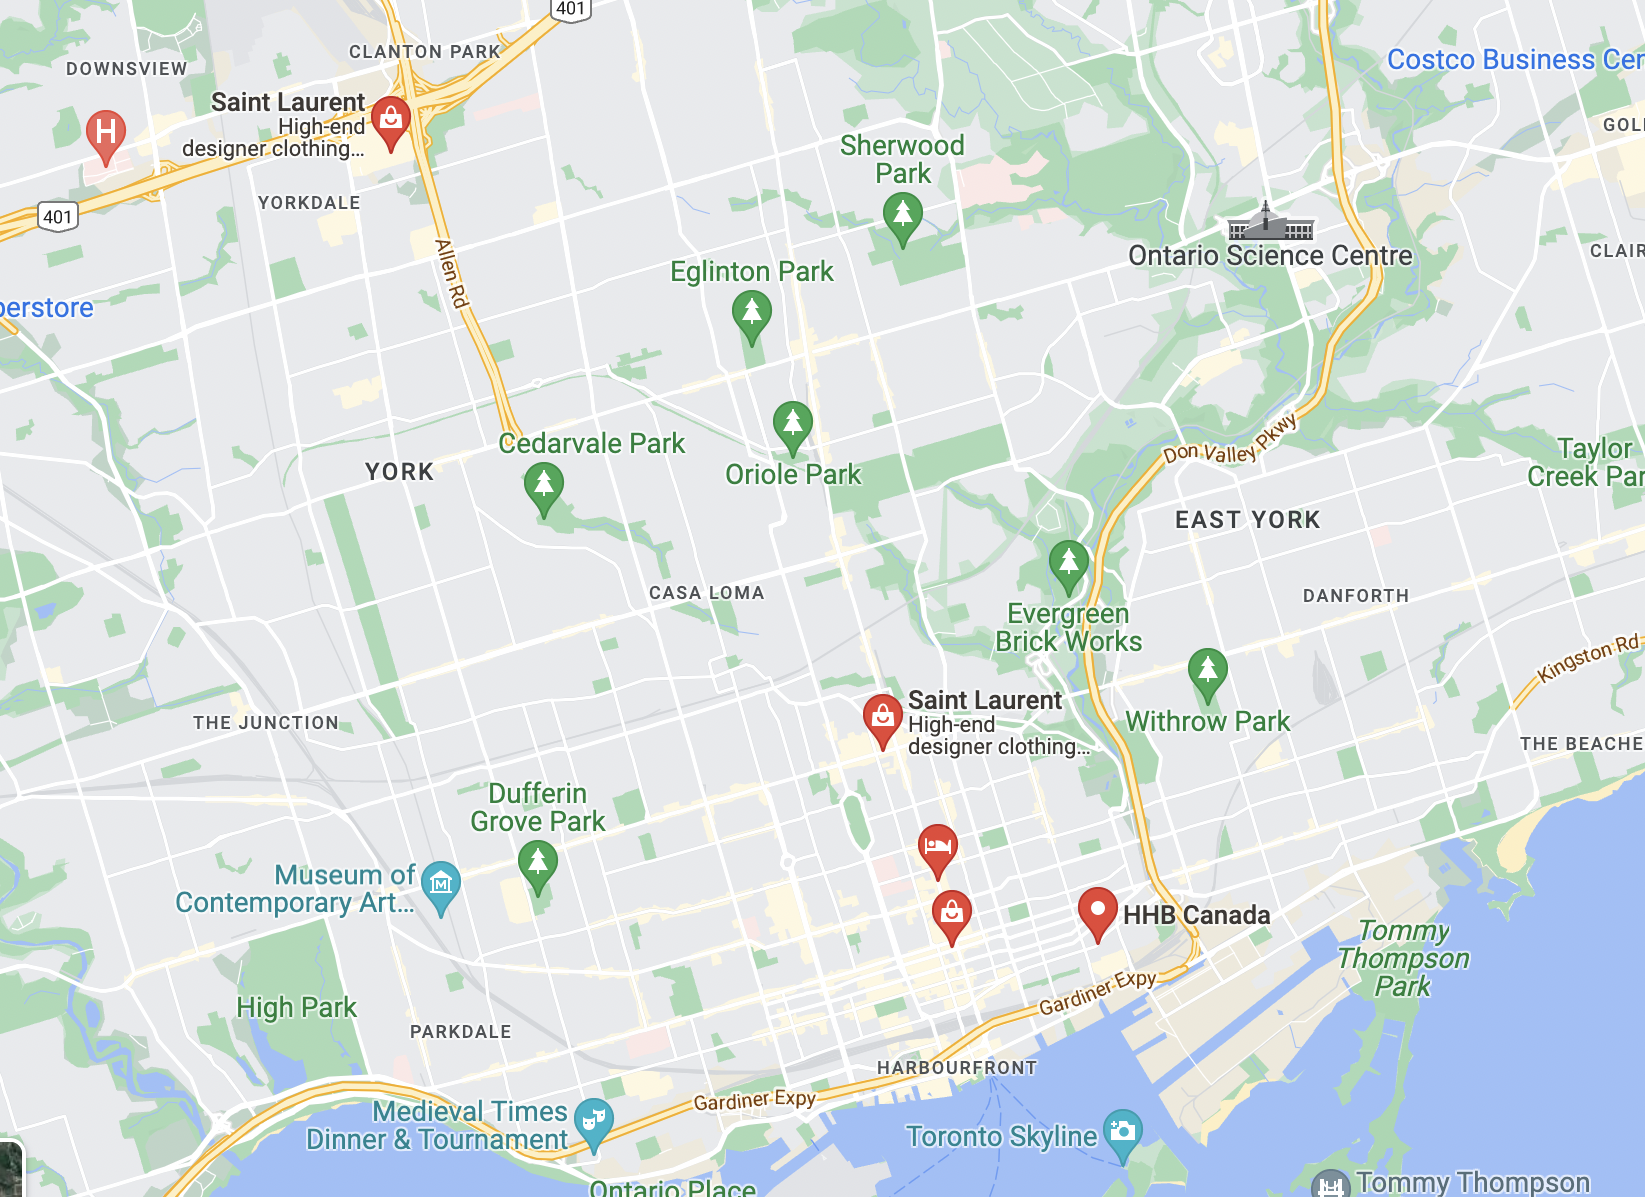 401
CLANTON PARK
DOWNSVIEW
Costco Business Cen
Saint Laurent
High-end
designer clothing...
H
GOL
Sherwood
Park
YORKDALE
401
Allen Rd
Ontario Science Centre
CLAIR
Eglinton Park
perstore
Cedarvale Park
Don Valley Pkwy
YORK
Oriole Park
Taylor
Creek Par
EAST YORK
CASA LOMA
DANFORTH
Evergreen
Brick Works
Kingston Rd
Saint Laurent
High-end
designer clothing...
THE JUNCTION
Withrow Park
THE BEACHE
Dufferin
Grove Park
Museum of
Contemporary Art...
M
HHB Canada
Tommy
Thompson
Park
High Park
Gardiner Expy
PARKDALE
HARBOURFRONT
Gardiner Expy
Medieval Times
Dinner & Tournament
Toronto Skyline
Ontario Place
Tommy Thompson